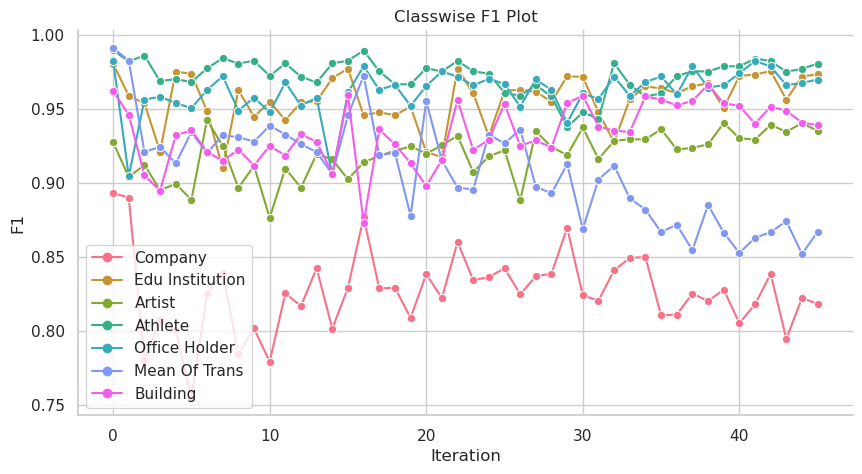 Classwise F1 Plot
1.00
0.95
0.90
0.85
0.80
0.75
F1
Company
Edu Institution
Artist
Athlete
Office Holder
Mean Of Trans
Building
0
10
20
30
40
Iteration